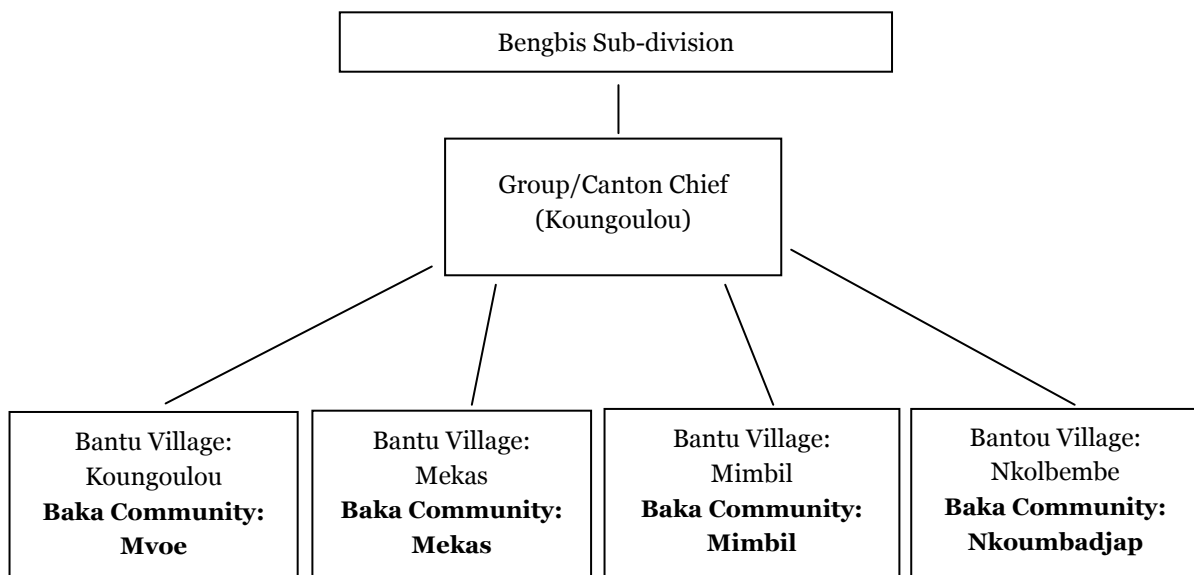 Bengbis Sub-division
Group/Canton Chief
(Koungoulou)
Bantu Village:
Koungoulou
Baka Community:
Mvoe
Bantu Village:
Mekas
Baka Community:
Mekas
Bantu Village:
Mimbil
Baka Community:
Mimbil
Bantou Village:
Nkolbembe
Baka Community:
Nkoumbadjap